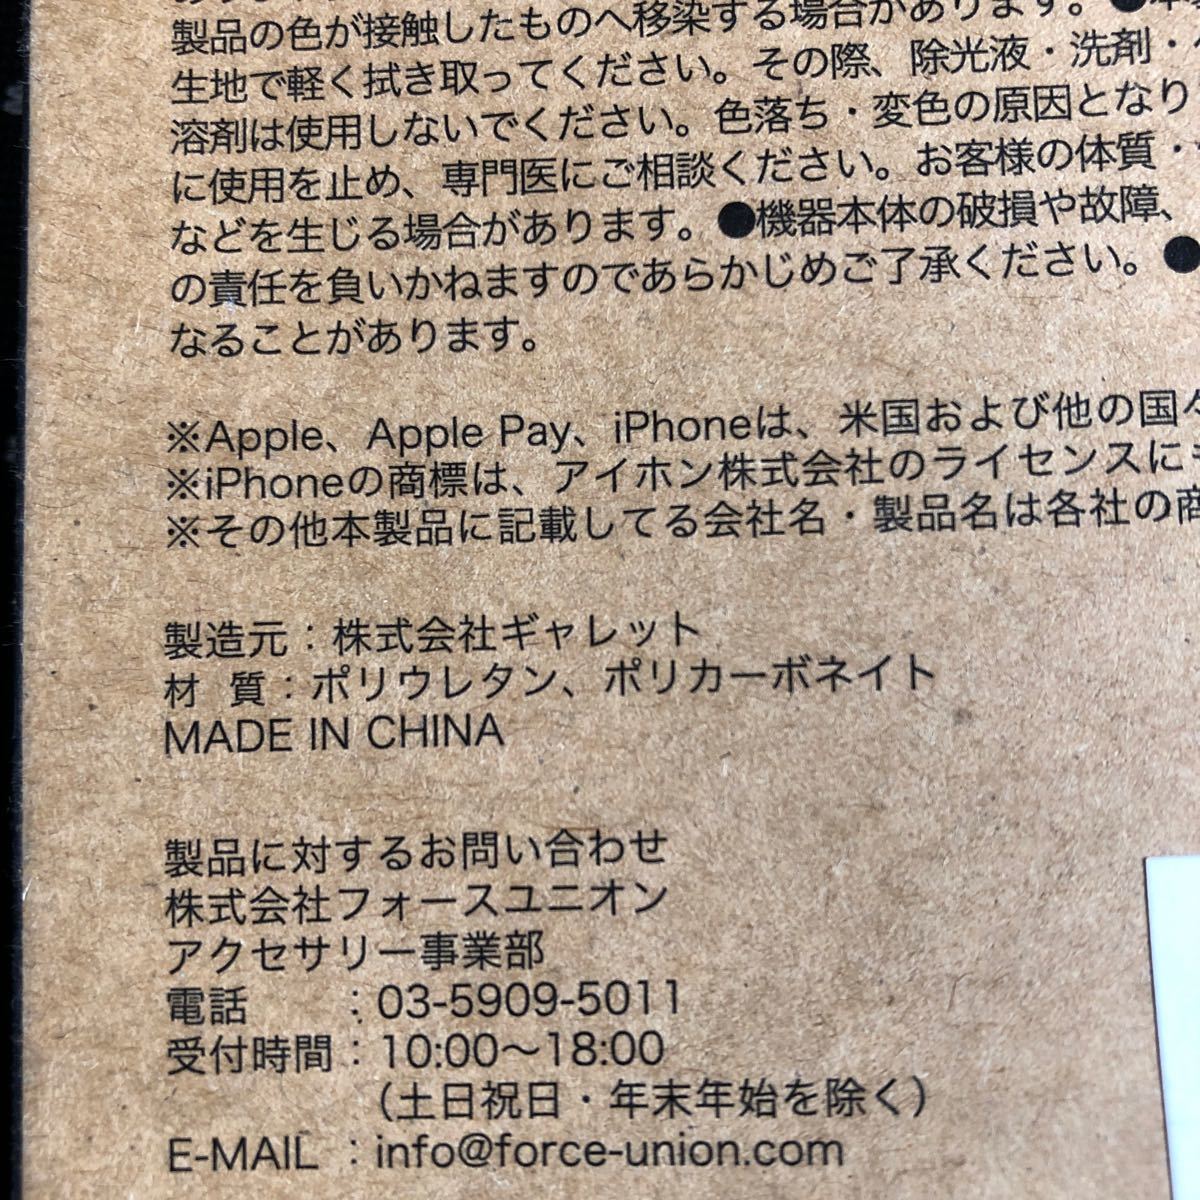 製品の色が接触したものへ移染する場合があります。●
生地で軽く拭き取ってください。その際、除光液・洗剤・
溶剤は使用しないでください。色落ち・変色の原因となり
に使用を止め、専門医にご相談ください。お客様の体質・
などを生じる場合があります。●機器本体の破損や故障、
の責任を負いかねますのであらかじめご了承ください。●
なることがあります。
※Apple、Apple Pay、iPhoneは、米国および他の国々
※iPhoneの商標は、アイホン株式会社のライセンスに
※その他本製品に記載してる会社名・製品名は各社の商
製造元：株式会社ギャレット
材 質：ポリウレタン、ポリカーボネイト
MADE IN CHINA
製品に対するお問い合わせ
株式会社フォースユニオン
アクセサリー事業部
電話 ：03-5909-5011
受付時間：10:00〜18:00
（土日祝日・年末年始を除く）
E-MAIL ：info@force-union.com